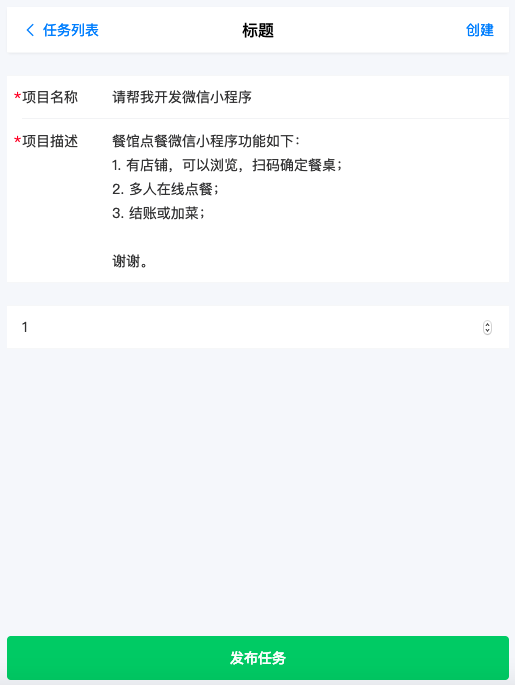 任务列表 标题 创建
*项目名称 请帮我开发微信小程序
*项目描述 餐馆点餐微信小程序功能如下：
1. 有店铺，可以浏览，扫码确定餐桌；
2. 多人在线点餐；
3. 结账或加菜；
谢谢。
1
发布任务